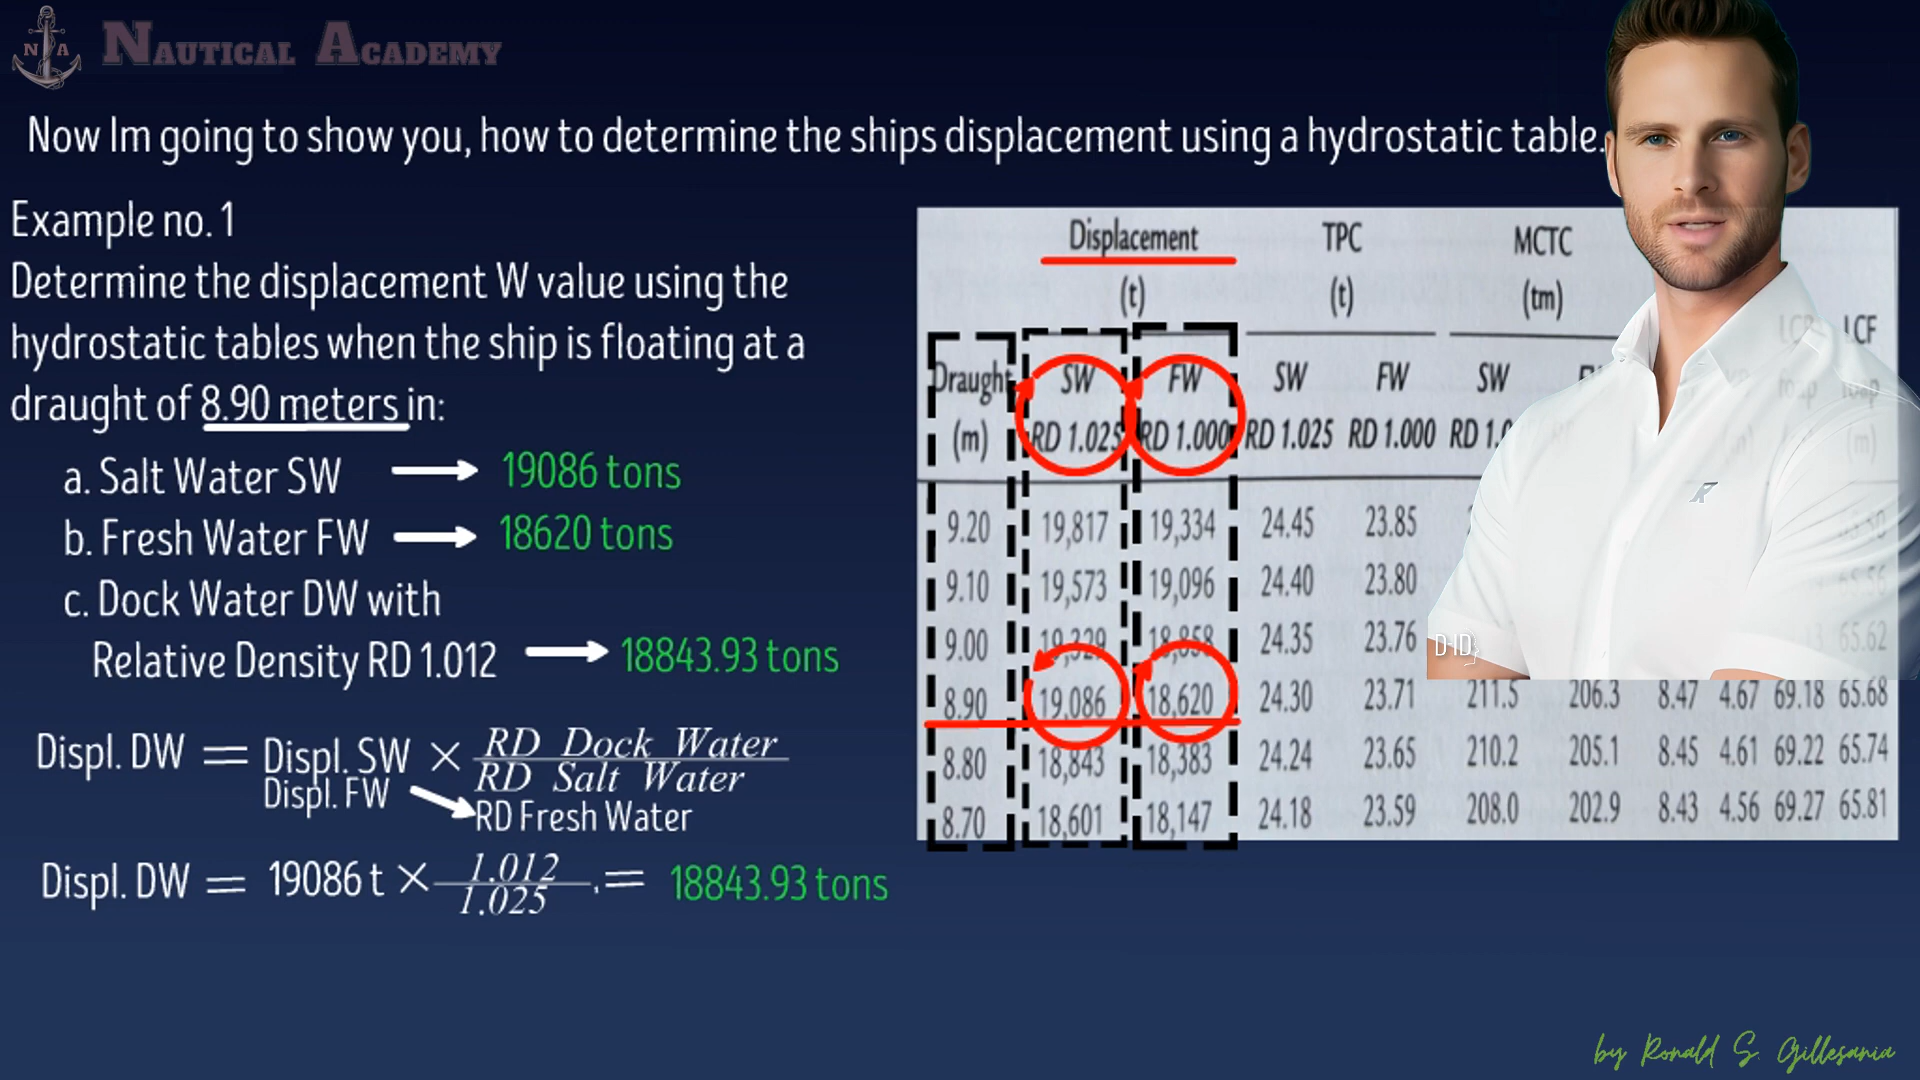 N A NAUTICAL ACADEMY
Now Im going to show you, how to determine the ships displacement using a hydrostatic table.
Example no. 1
Determine the displacement W value using the
hydrostatic tables when the ship is floating at a
draught of 8.90 meters in:
a. Salt Water SW 19086 tons
b. Fresh Water FW 18620 tons
c. Dock Water DW with
Relative Density RD 1.012 18843.93 tons
Displ. DW = Displ. SW × RD Dock Water
RD Salt Water
Displ. FW
RD Fresh Water
Displ. DW = 19086 t × 1.012 = 18843.93 tons
1.025
Displacement TPC MCTC
(t) (t) (tm)
LCF
Draught SW FW SW FW SW
(m) RD 1.025 RD 1.000 RD 1.025 RD 1.000
9.20 19,817 19,334 24.45 23.85
9.10 19,573 19,096 24.40 23.80
9.00 19,329 18,858 24.35 23.76 65.62
8.90 19,086 18,620 24.30 23.71 211.5 206.3 8.47 4.67 69.18 65.68
8.80 18,843 18,383 24.24 23.65 210.2 205.1 8.45 4.61 69.22 65.74
8.70 18,601 18,147 24.18 23.59 208.0 202.9 8.43 4.56 69.27 65.81
D-ID
by Ronald S. Gillesania